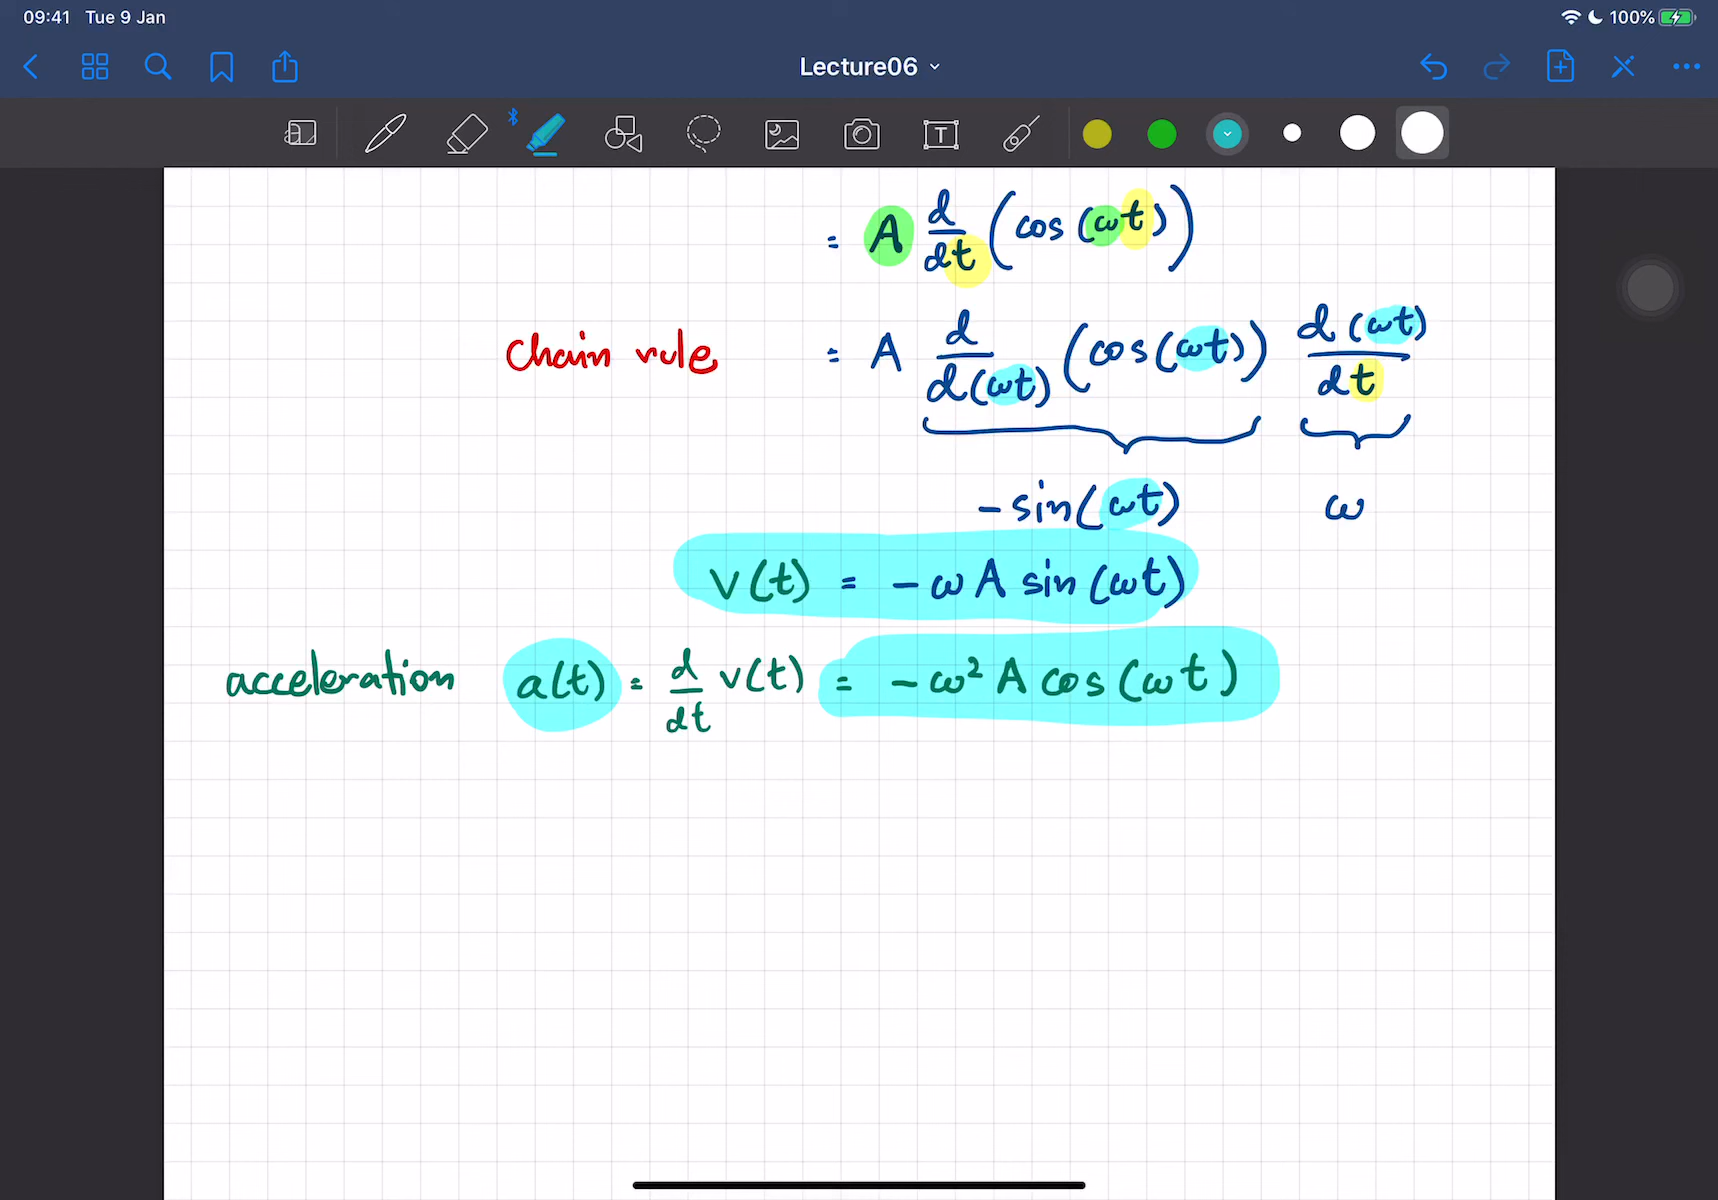 09:41 Tue 9 Jan 100%
Lecture06
T
= A d/dt (cos(ωt))
chain rule = A d/d(ωt) (cos(ωt)) d(ωt)/dt
-sin(ωt) ω
v(t) = -ωA sin(ωt)
acceleration a(t) = d/dt v(t) = -ω² A cos(ωt)